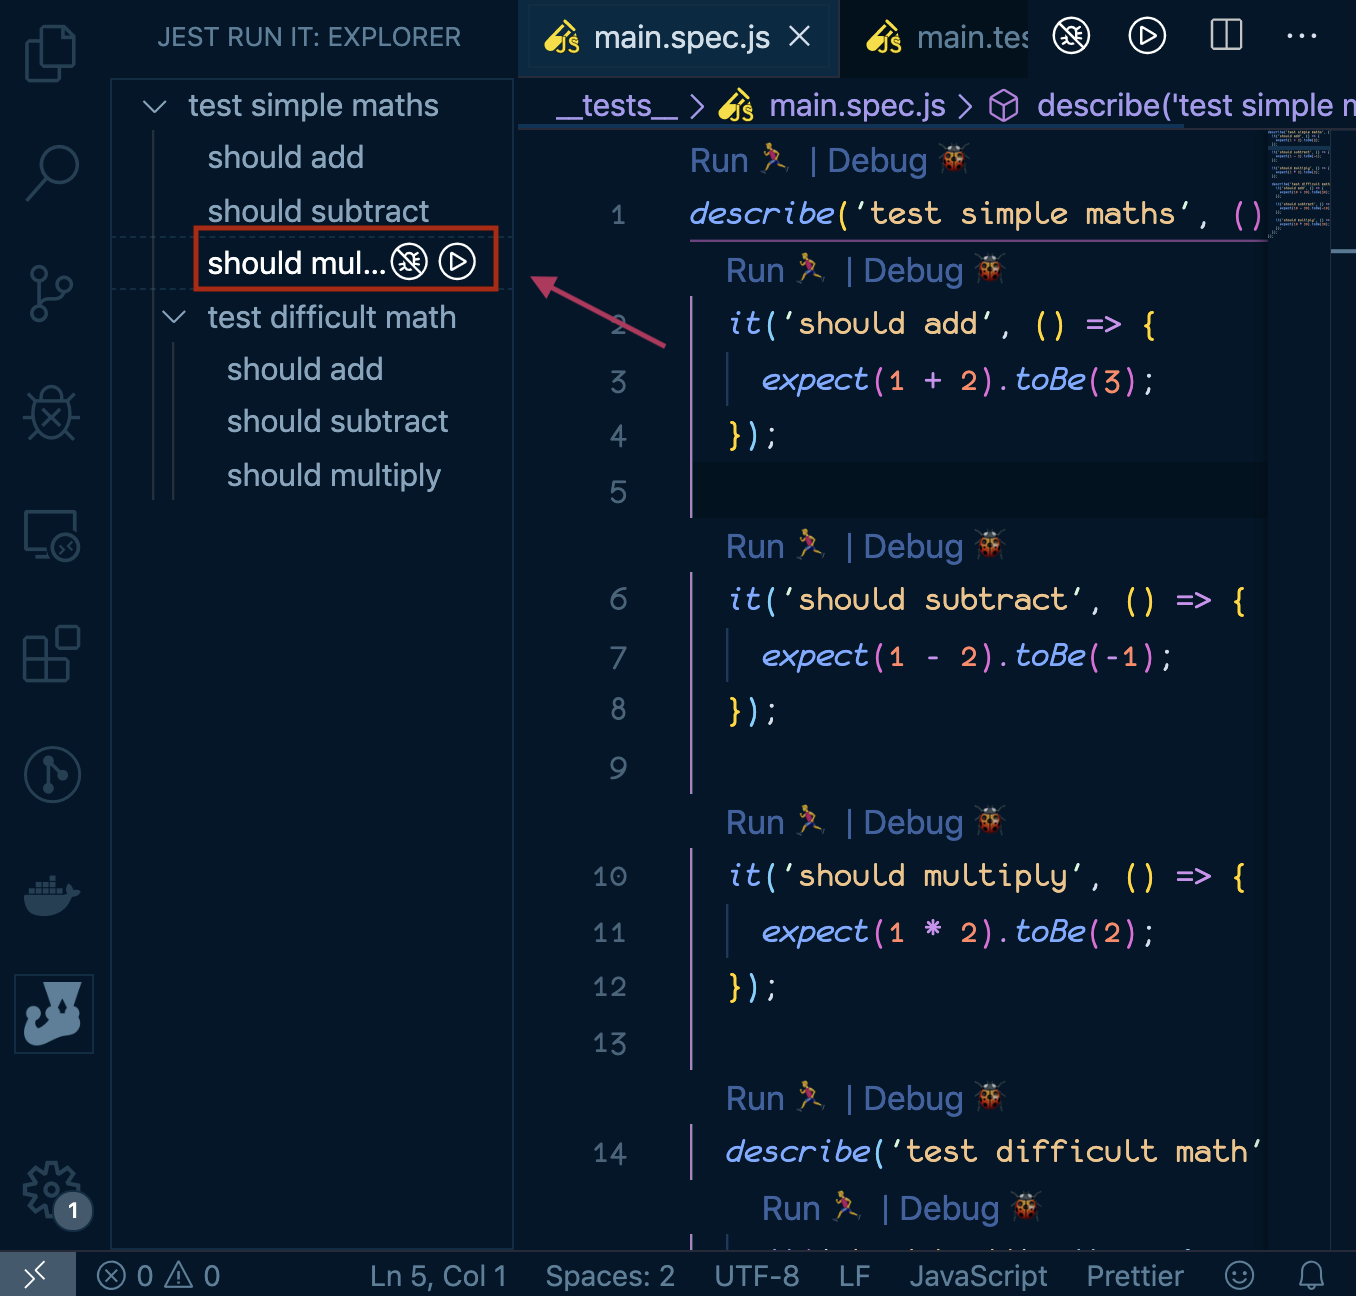 JEST RUN IT: EXPLORER
test simple maths
should add
should subtract
should mul...
test difficult math
should add
should subtract
should multiply
main.spec.js
main.tes
__tests__ > main.spec.js > describe('test simple m
Run 🏃 | Debug 🐞
1 describe('test simple maths', ()
Run 🏃 | Debug 🐞
2 it('should add', () => {
3 expect(1 + 2).toBe(3);
4 });
5
Run 🏃 | Debug 🐞
6 it('should subtract', () => {
7 expect(1 - 2).toBe(-1);
8 });
9
Run 🏃 | Debug 🐞
10 it('should multiply', () => {
11 expect(1 * 2).toBe(2);
12 });
13
Run 🏃 | Debug 🐞
14 describe('test difficult math'
Run 🏃 | Debug 🐞
1
0 0 Ln 5, Col 1 Spaces: 2 UTF-8 LF JavaScript Prettier